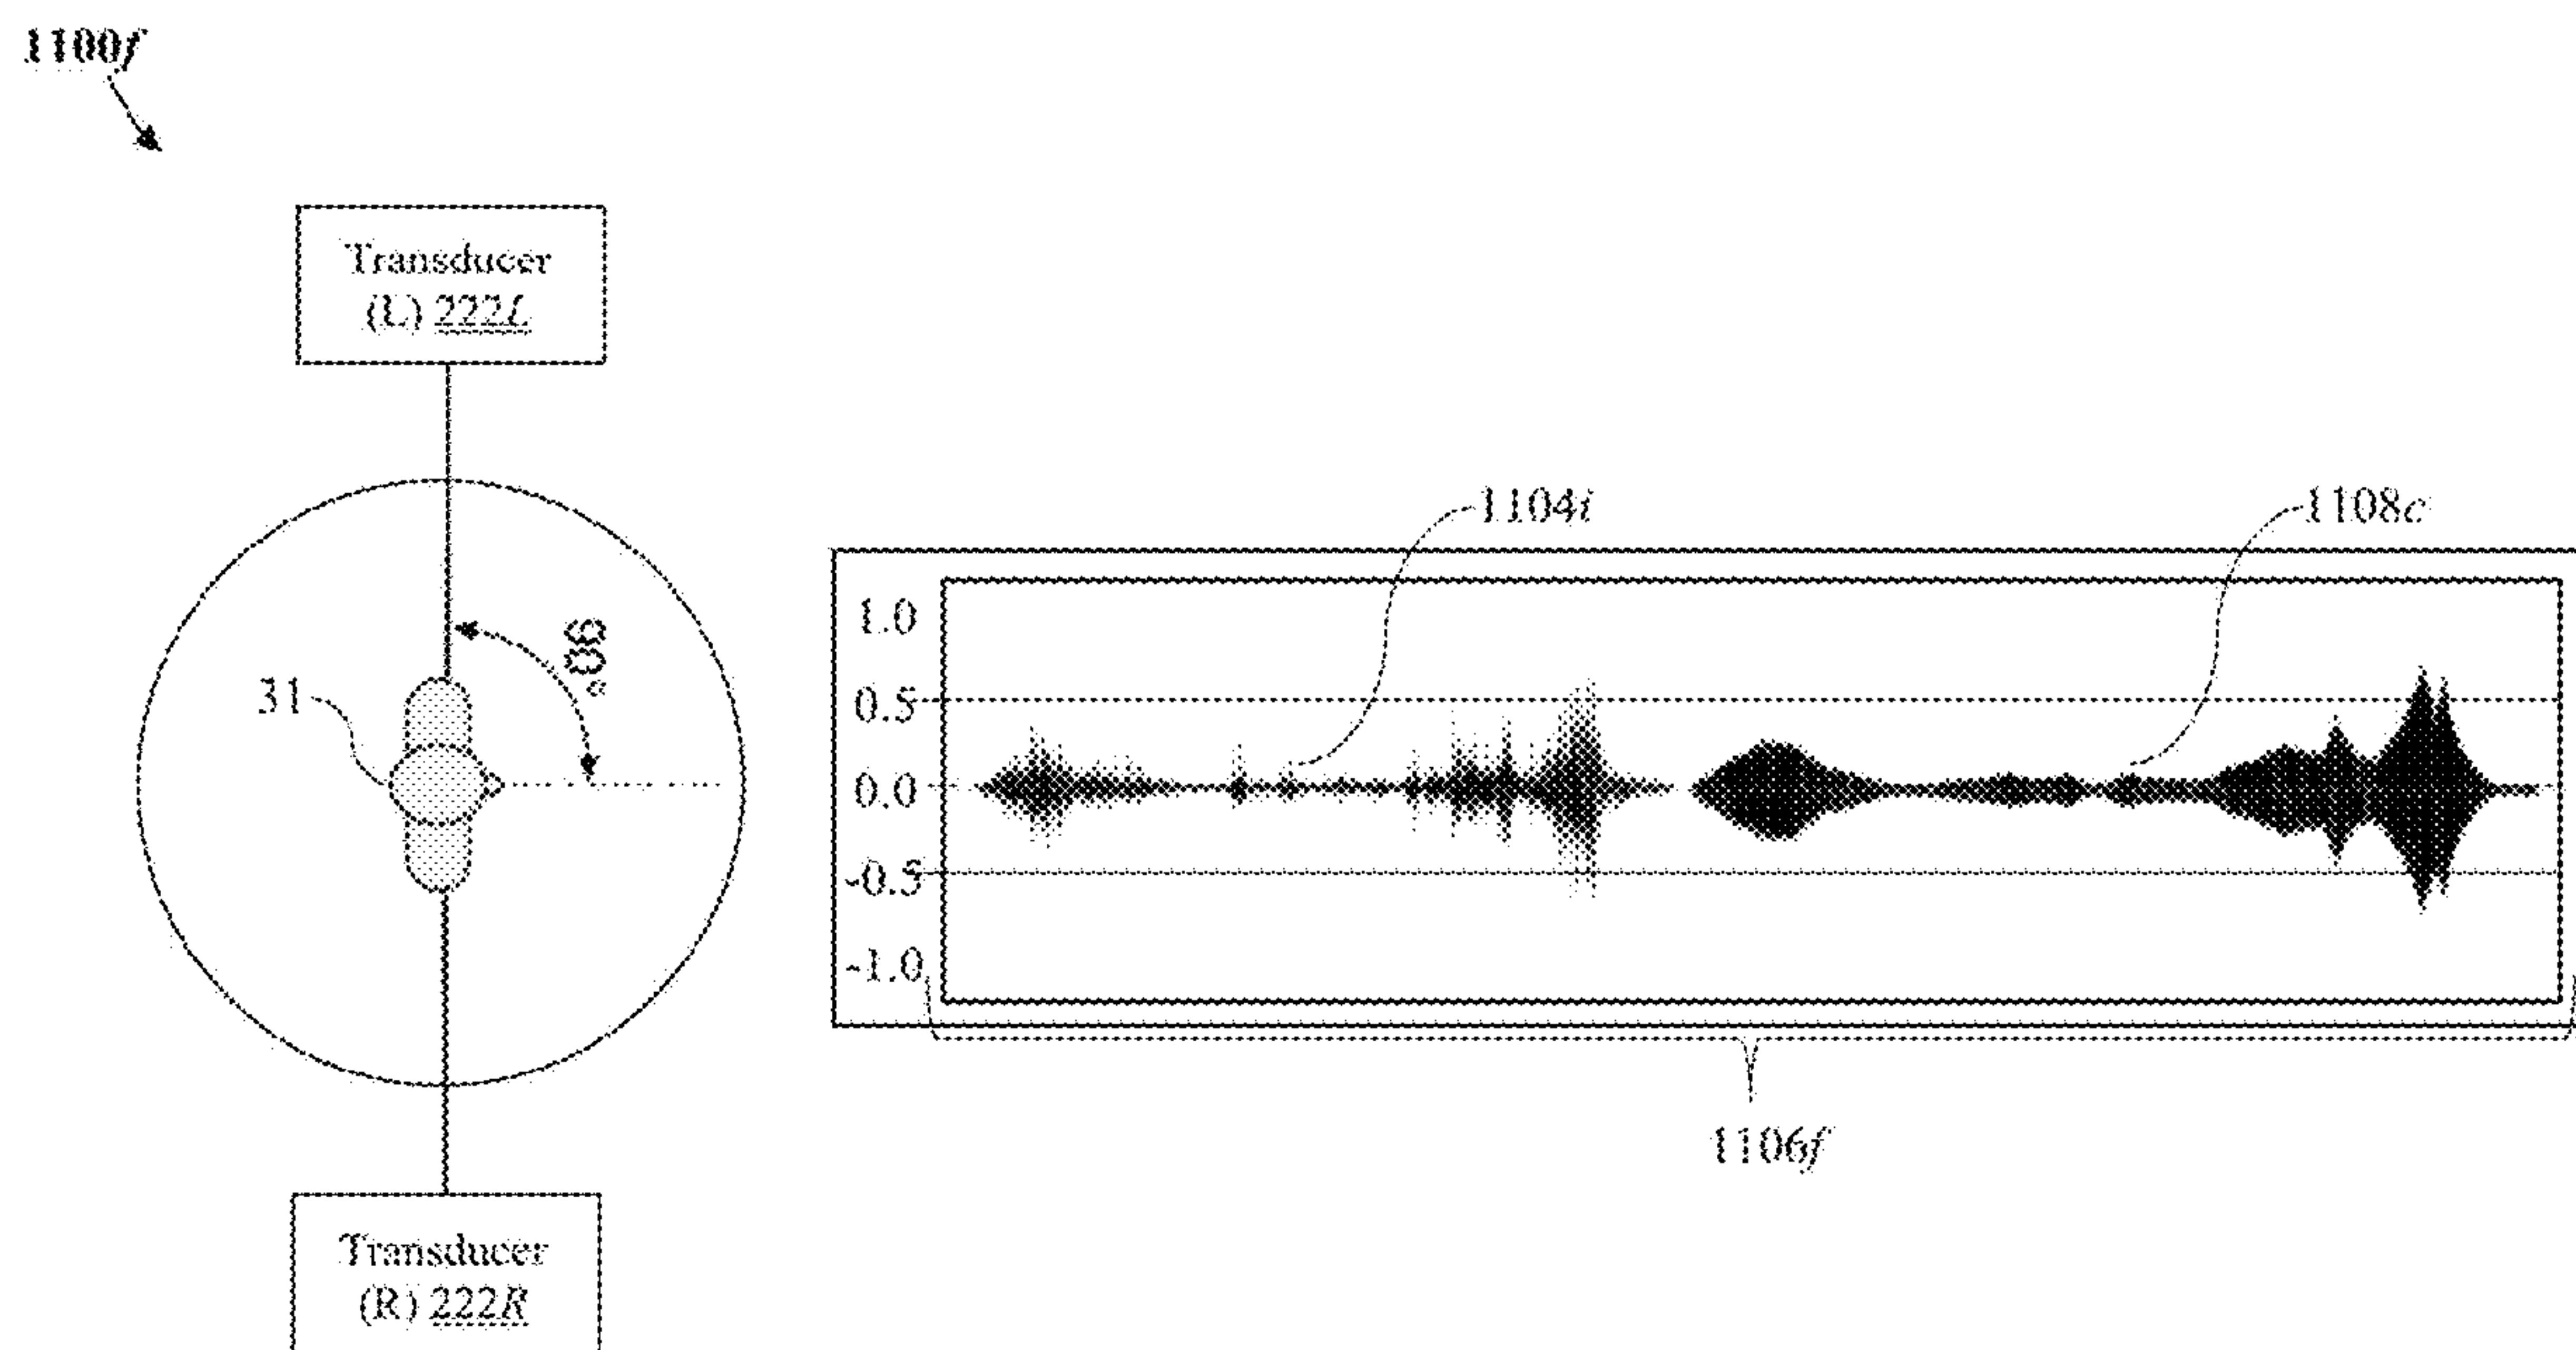 1100f
Transducer
(L) 222L
90°
31
Transducer
(R) 222R
1104i
1108c
1.0
0.5
0.0
-0.5
-1.0
1106f